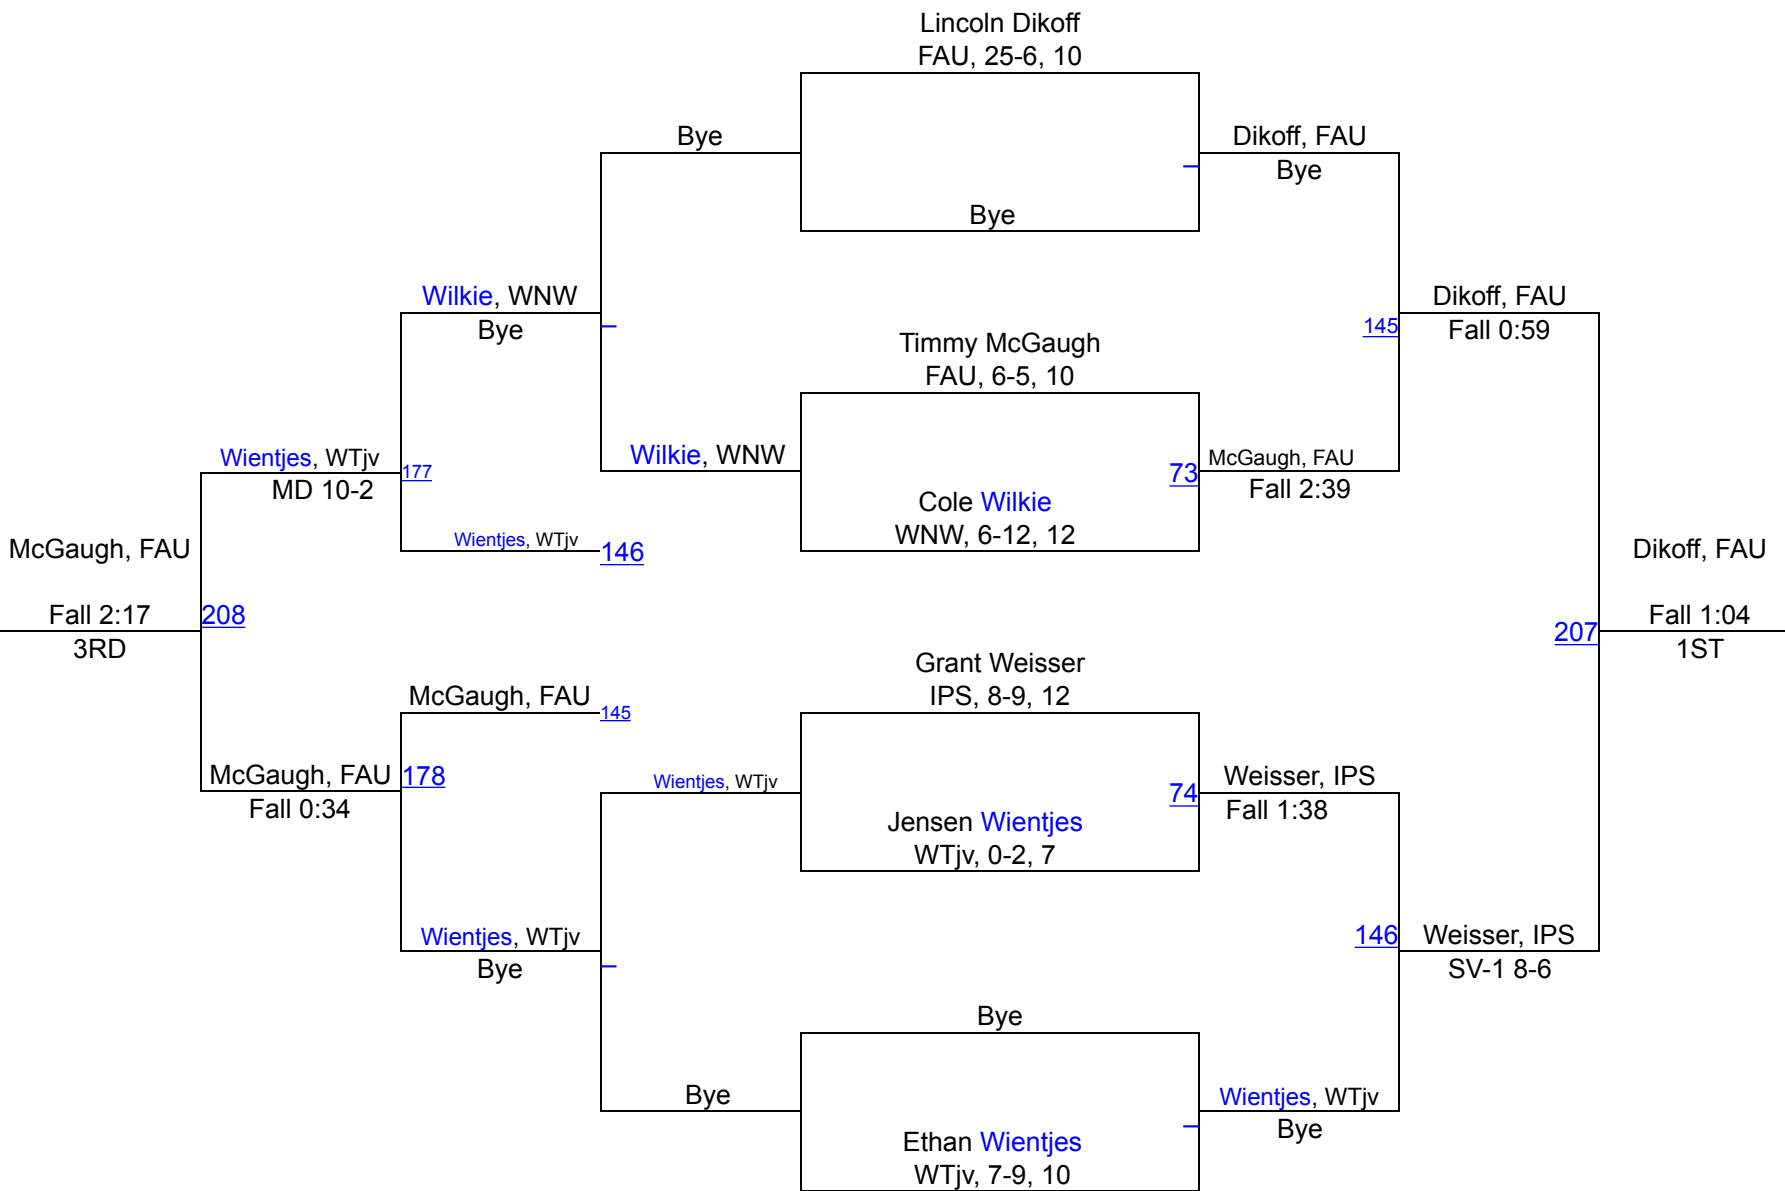 Lincoln Dikoff
FAU, 25-6, 10
Bye
Dikoff, FAU
Bye
Bye
Wilkie, WNW
Bye
Dikoff, FAU
145
Fall 0:59
Timmy McGaugh
FAU, 6-5, 10
Wientjes, WTjv
177
MD 10-2
Wilkie, WNW
73
McGaugh, FAU
Fall 2:39
Cole Wilkie
WNW, 6-12, 12
Wientjes, WTjv
146
McGaugh, FAU
Fall 2:17
208
3RD
Dikoff, FAU
Fall 1:04
207
1ST
Grant Weisser
IPS, 8-9, 12
McGaugh, FAU
145
McGaugh, FAU
178
Fall 0:34
Wientjes, WTjv
74
Weisser, IPS
Fall 1:38
Jensen Wientjes
WTjv, 0-2, 7
Wientjes, WTjv
Bye
146
Weisser, IPS
SV-1 8-6
Bye
Bye
Wientjes, WTjv
Bye
Ethan Wientjes
WTjv, 7-9, 10